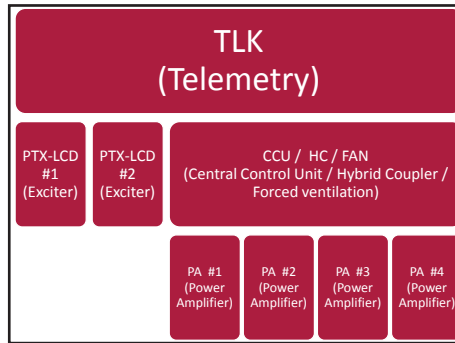 TLK
(Telemetry)
PTX-LCD
#1
(Exciter)
PTX-LCD
#2
(Exciter)
CCU / HC / FAN
(Central Control Unit / Hybrid Coupler /
Forced ventilation)
PA #1
(Power
Amplifier)
PA #2
(Power
Amplifier)
PA #3
(Power
Amplifier)
PA #4
(Power
Amplifier)